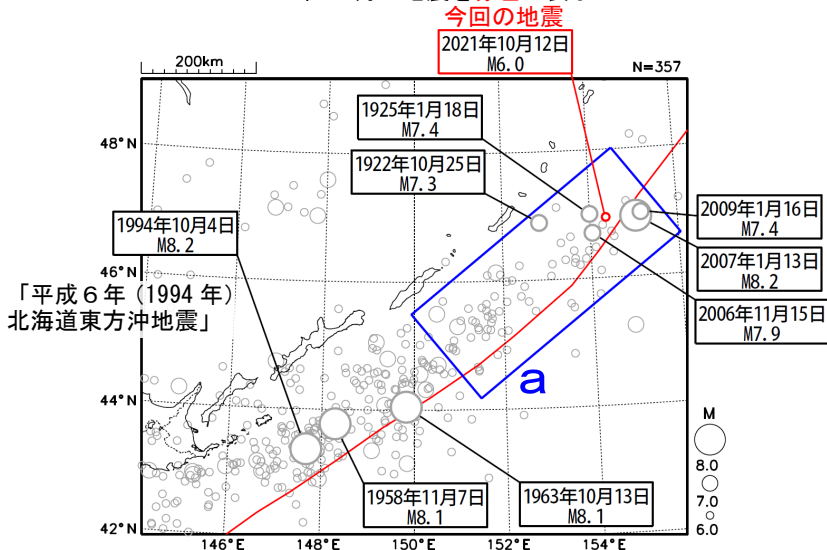 今回の地震
2021年10月12日
M6.0
200km
N=357
1925年1月18日
M7.4
1922年10月25日
M7.3
1994年10月4日
M8.2
「平成６年（1994 年）
北海道東方沖地震」
2009年1月16日
M7.4
2007年1月13日
M8.2
2006年11月15日
M7.9
a
1958年11月7日
M8.1
1963年10月13日
M8.1
48°N
46°N
44°N
42°N
146°E
148°E
150°E
152°E
154°E
M
8.0
7.0
6.0